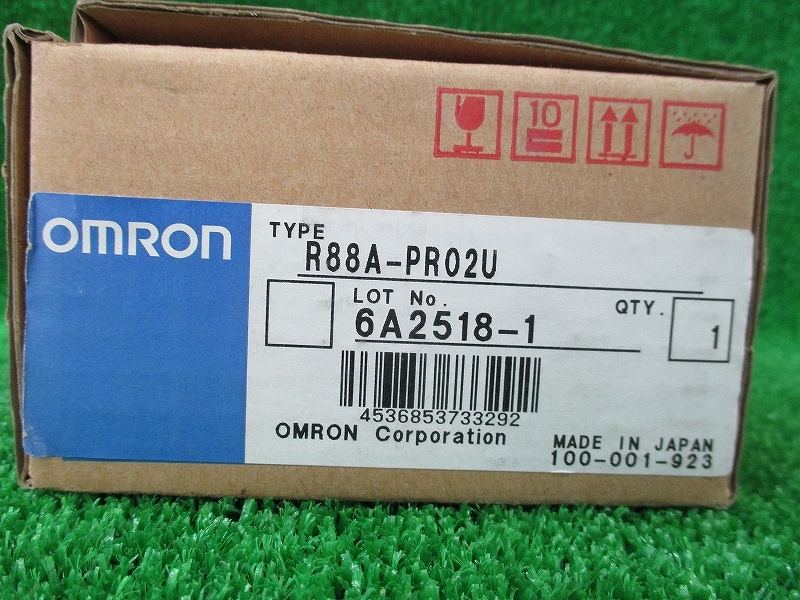 10
OMRON
TYPE
R88A-PR02U
LOT No.
QTY.
6A2518-1
1
4536853733292
OMRON Corporation
MADE IN JAPAN
100-001-923